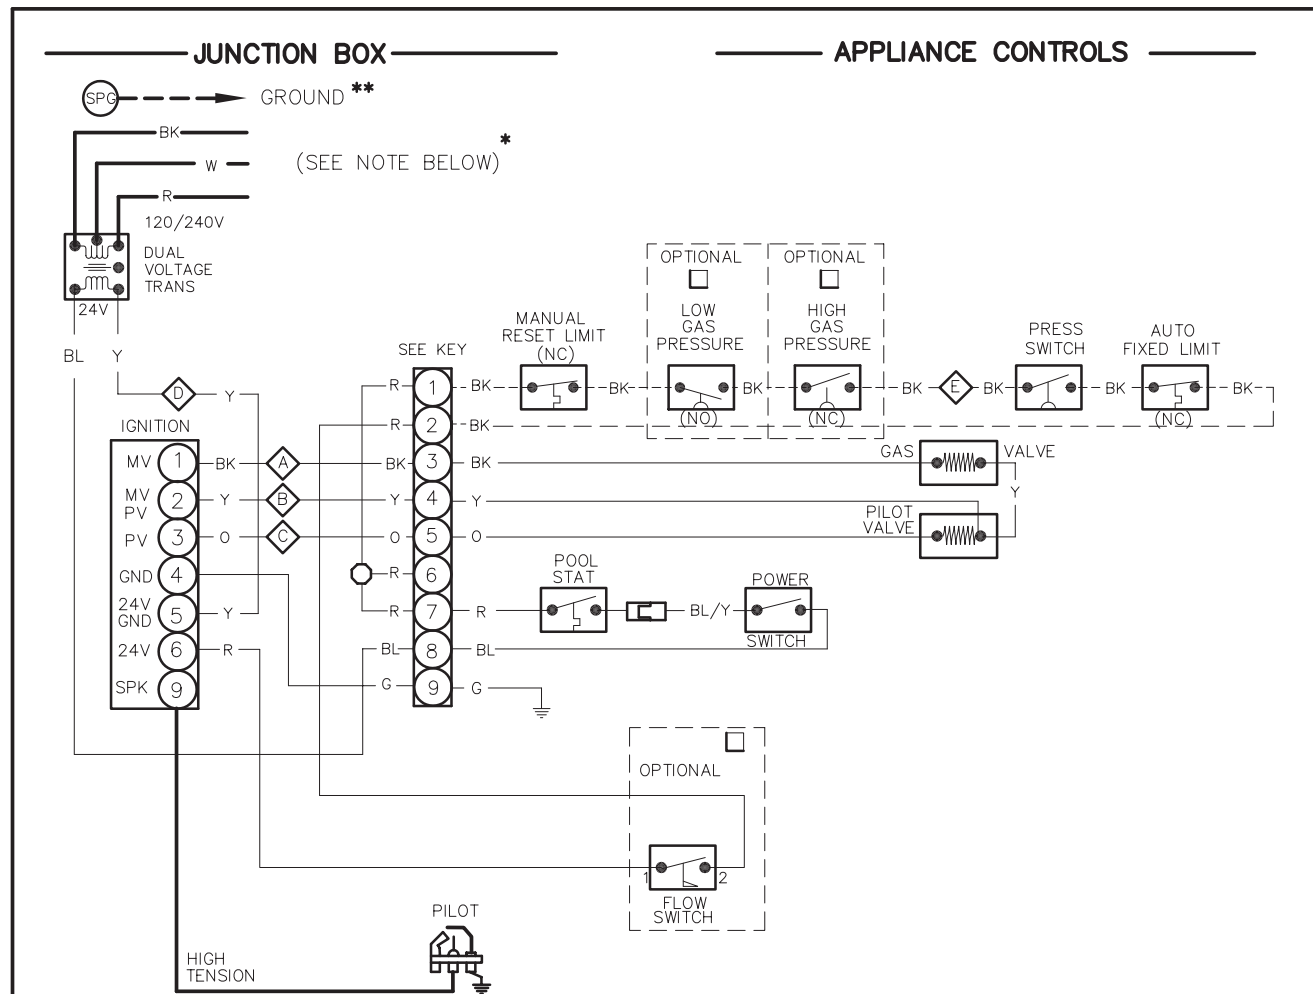 JUNCTION BOX
APPLIANCE CONTROLS
SPG
GROUND **
BK
W
(SEE NOTE BELOW)*
R
120/240V
DUAL
VOLTAGE
TRANS
24V
BL Y
D
Y
OPTIONAL
LOW
GAS
PRESSURE
(NO)
OPTIONAL
HIGH
GAS
PRESSURE
(NC)
MANUAL
RESET LIMIT
(NC)
PRESS
SWITCH
AUTO
FIXED LIMIT
(NC)
SEE KEY
R 1 BK BK BK BK E BK BK BK
R 2 BK
IGNITION
MV 1 BK A BK 3 BK
GAS VALVE
MV
PV 2 Y B Y 4 Y
Y
PILOT
VALVE
PV 3 O C O 5 O
GND 4
R 6
24V
GND 5 Y
R 7 R
POOL
STAT
BL/Y
POWER
SWITCH
24V 6 R
BL 8 BL
SPK 9
G 9 G
OPTIONAL
1 2
FLOW
SWITCH
PILOT
HIGH
TENSION